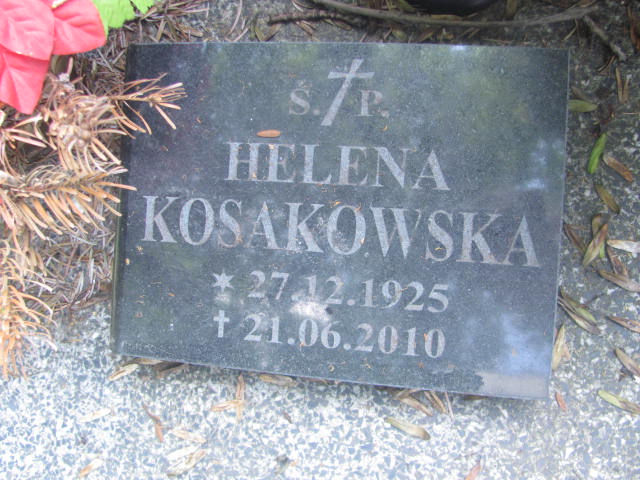 Ś. P.
HELENA
KOSAKOWSKA
* 27.12.1925
† 21.06.2010